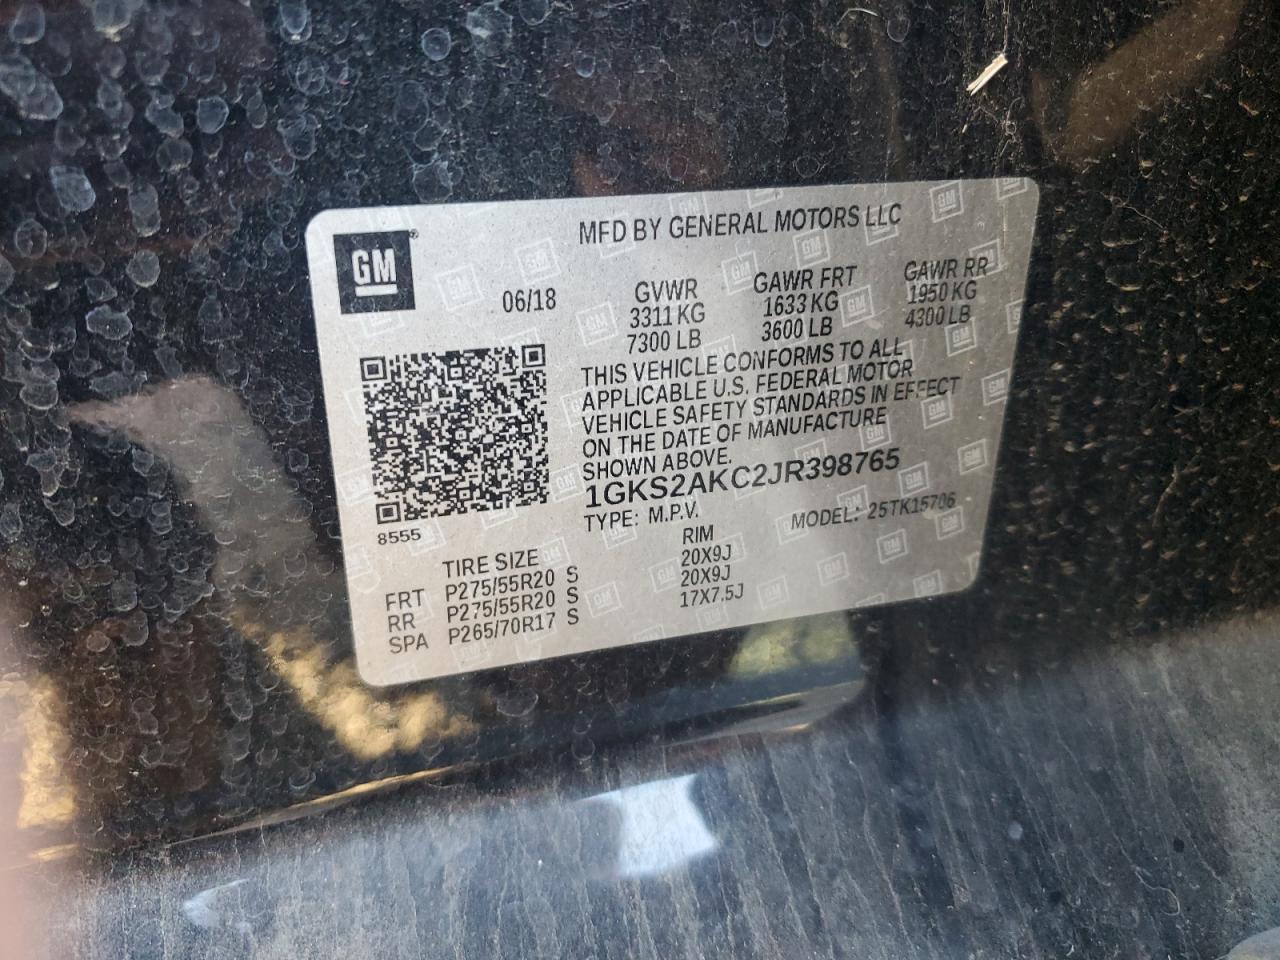 MFD BY GENERAL MOTORS LLC
GM
06/18
GVWR GAWR FRT GAWR RR
3311 KG 1633 KG 1950 KG
7300 LB 3600 LB 4300 LB
THIS VEHICLE CONFORMS TO ALL
APPLICABLE U.S. FEDERAL MOTOR
VEHICLE SAFETY STANDARDS IN EFFECT
ON THE DATE OF MANUFACTURE
SHOWN ABOVE.
1GKS2AKC2JR398765
TYPE: M.P.V. MODEL: 25TK15706
8555
TIRE SIZE RIM
FRT P275/55R20 S 20X9J
RR P275/55R20 S 20X9J
SPA P265/70R17 S 17X7.5J